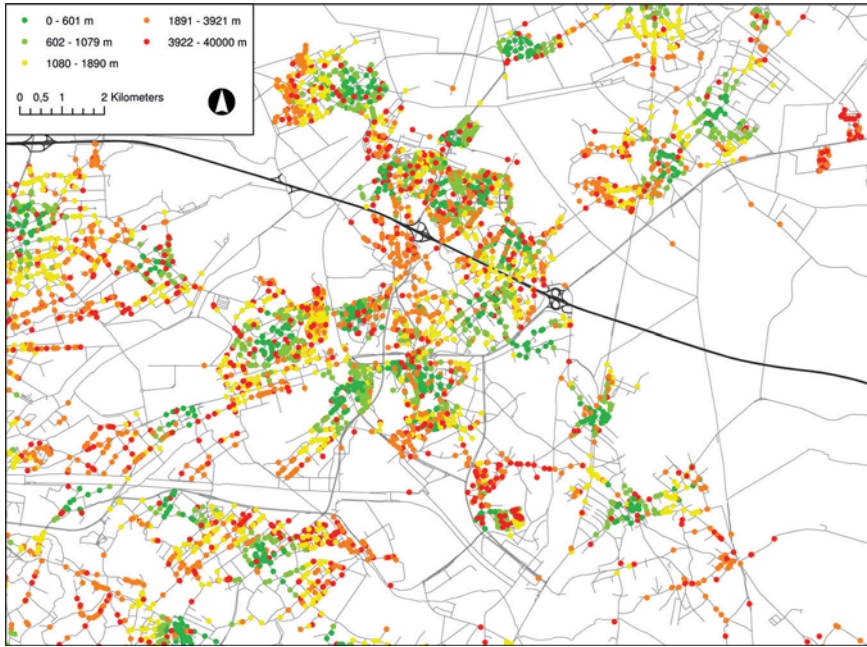 0 - 601 m
602 - 1079 m
1080 - 1890 m
1891 - 3921 m
3922 - 40000 m
0 0,5 1 2 Kilometers